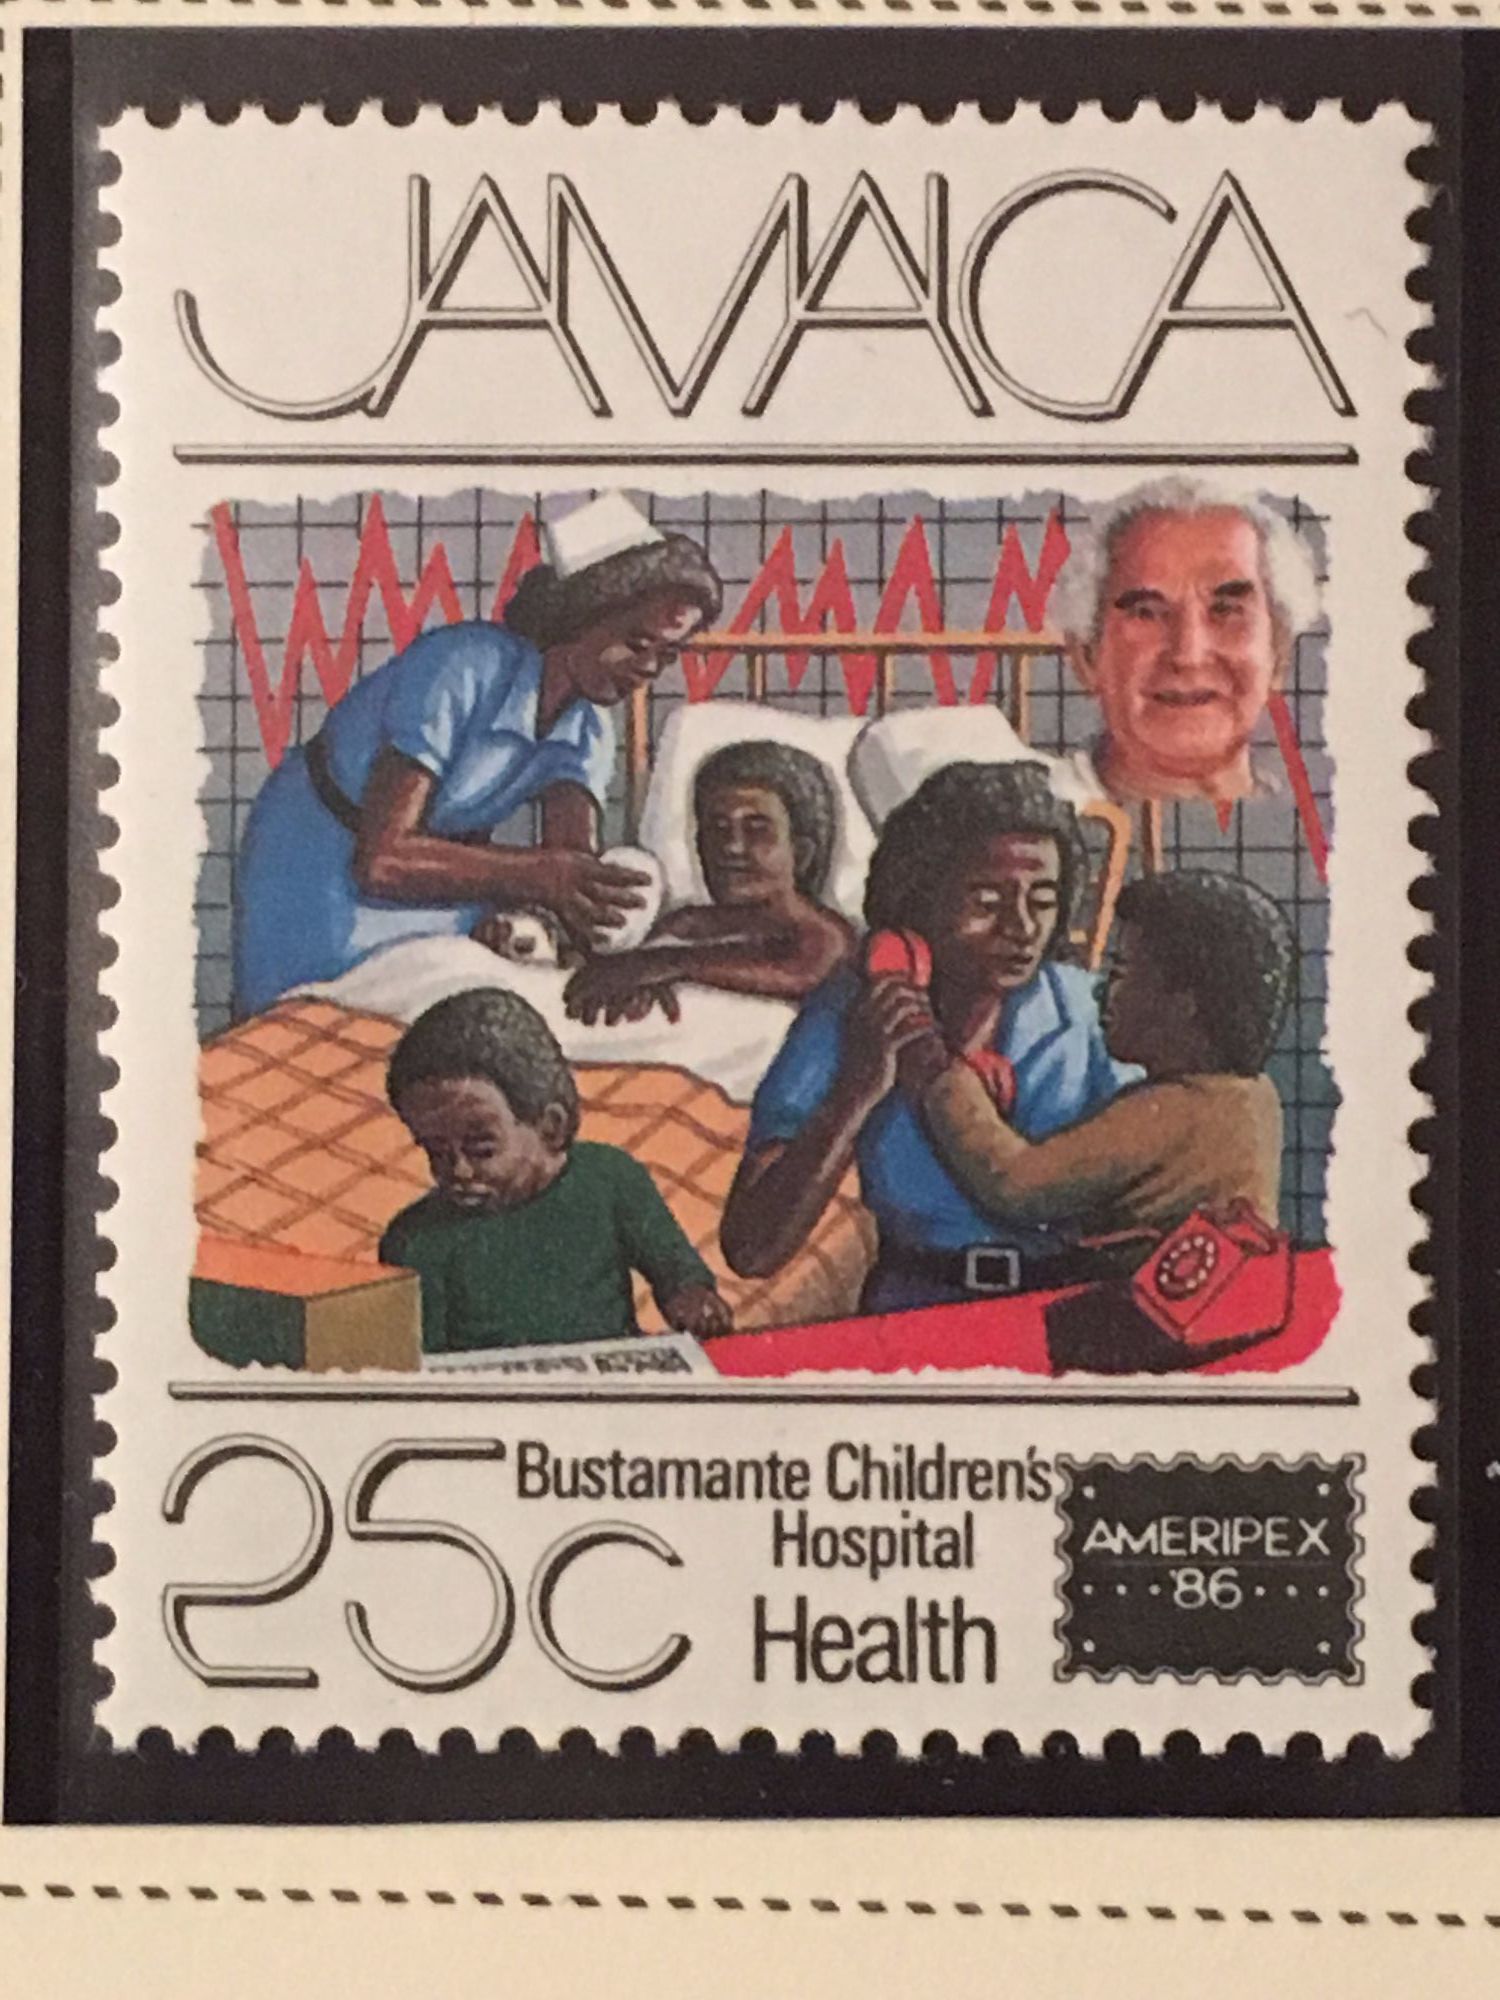 JAMAICA
25c
Bustamante Children's
Hospital
Health
AMERIPEX
'86